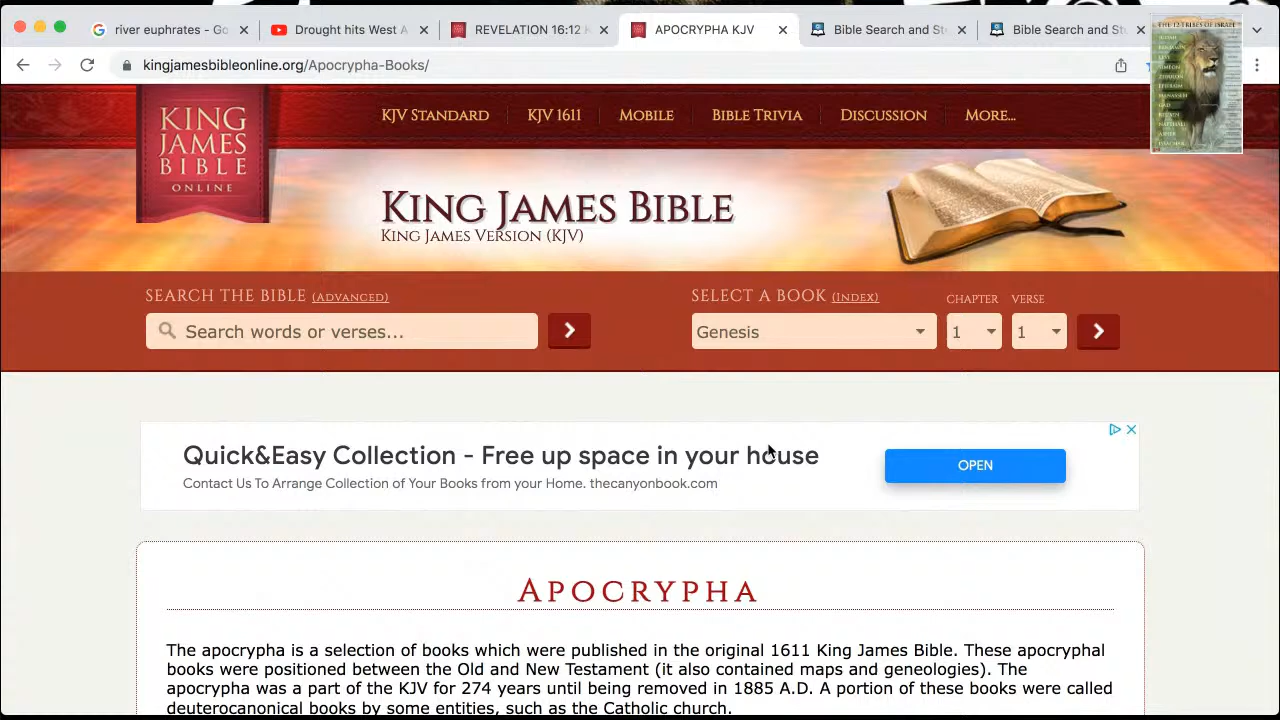 river euphrates - Go
Drought hits West A
REVELATION 16:12 K
APOCRYPHA KJV
Bible Search and St
Bible Search and Stu
kingjamesbibleonline.org/Apocrypha-Books/
THE 12 TRIBES OF ISRAEL
KING
JAMES
BIBLE
ONLINE
KJV STANDARD
KJV 1611
MOBILE
BIBLE TRIVIA
DISCUSSION
MORE...
KING JAMES BIBLE
KING JAMES VERSION (KJV)
SEARCH THE BIBLE (ADVANCED)
Search words or verses...
SELECT A BOOK (INDEX)
CHAPTER
VERSE
Genesis
1
1
Quick&Easy Collection - Free up space in your house
Contact Us To Arrange Collection of Your Books from your Home. thecanyonbook.com
OPEN
APOCRYPHA
The apocrypha is a selection of books which were published in the original 1611 King James Bible. These apocryphal
books were positioned between the Old and New Testament (it also contained maps and geneologies). The
apocrypha was a part of the KJV for 274 years until being removed in 1885 A.D. A portion of these books were called
deuterocanonical books by some entities, such as the Catholic church.